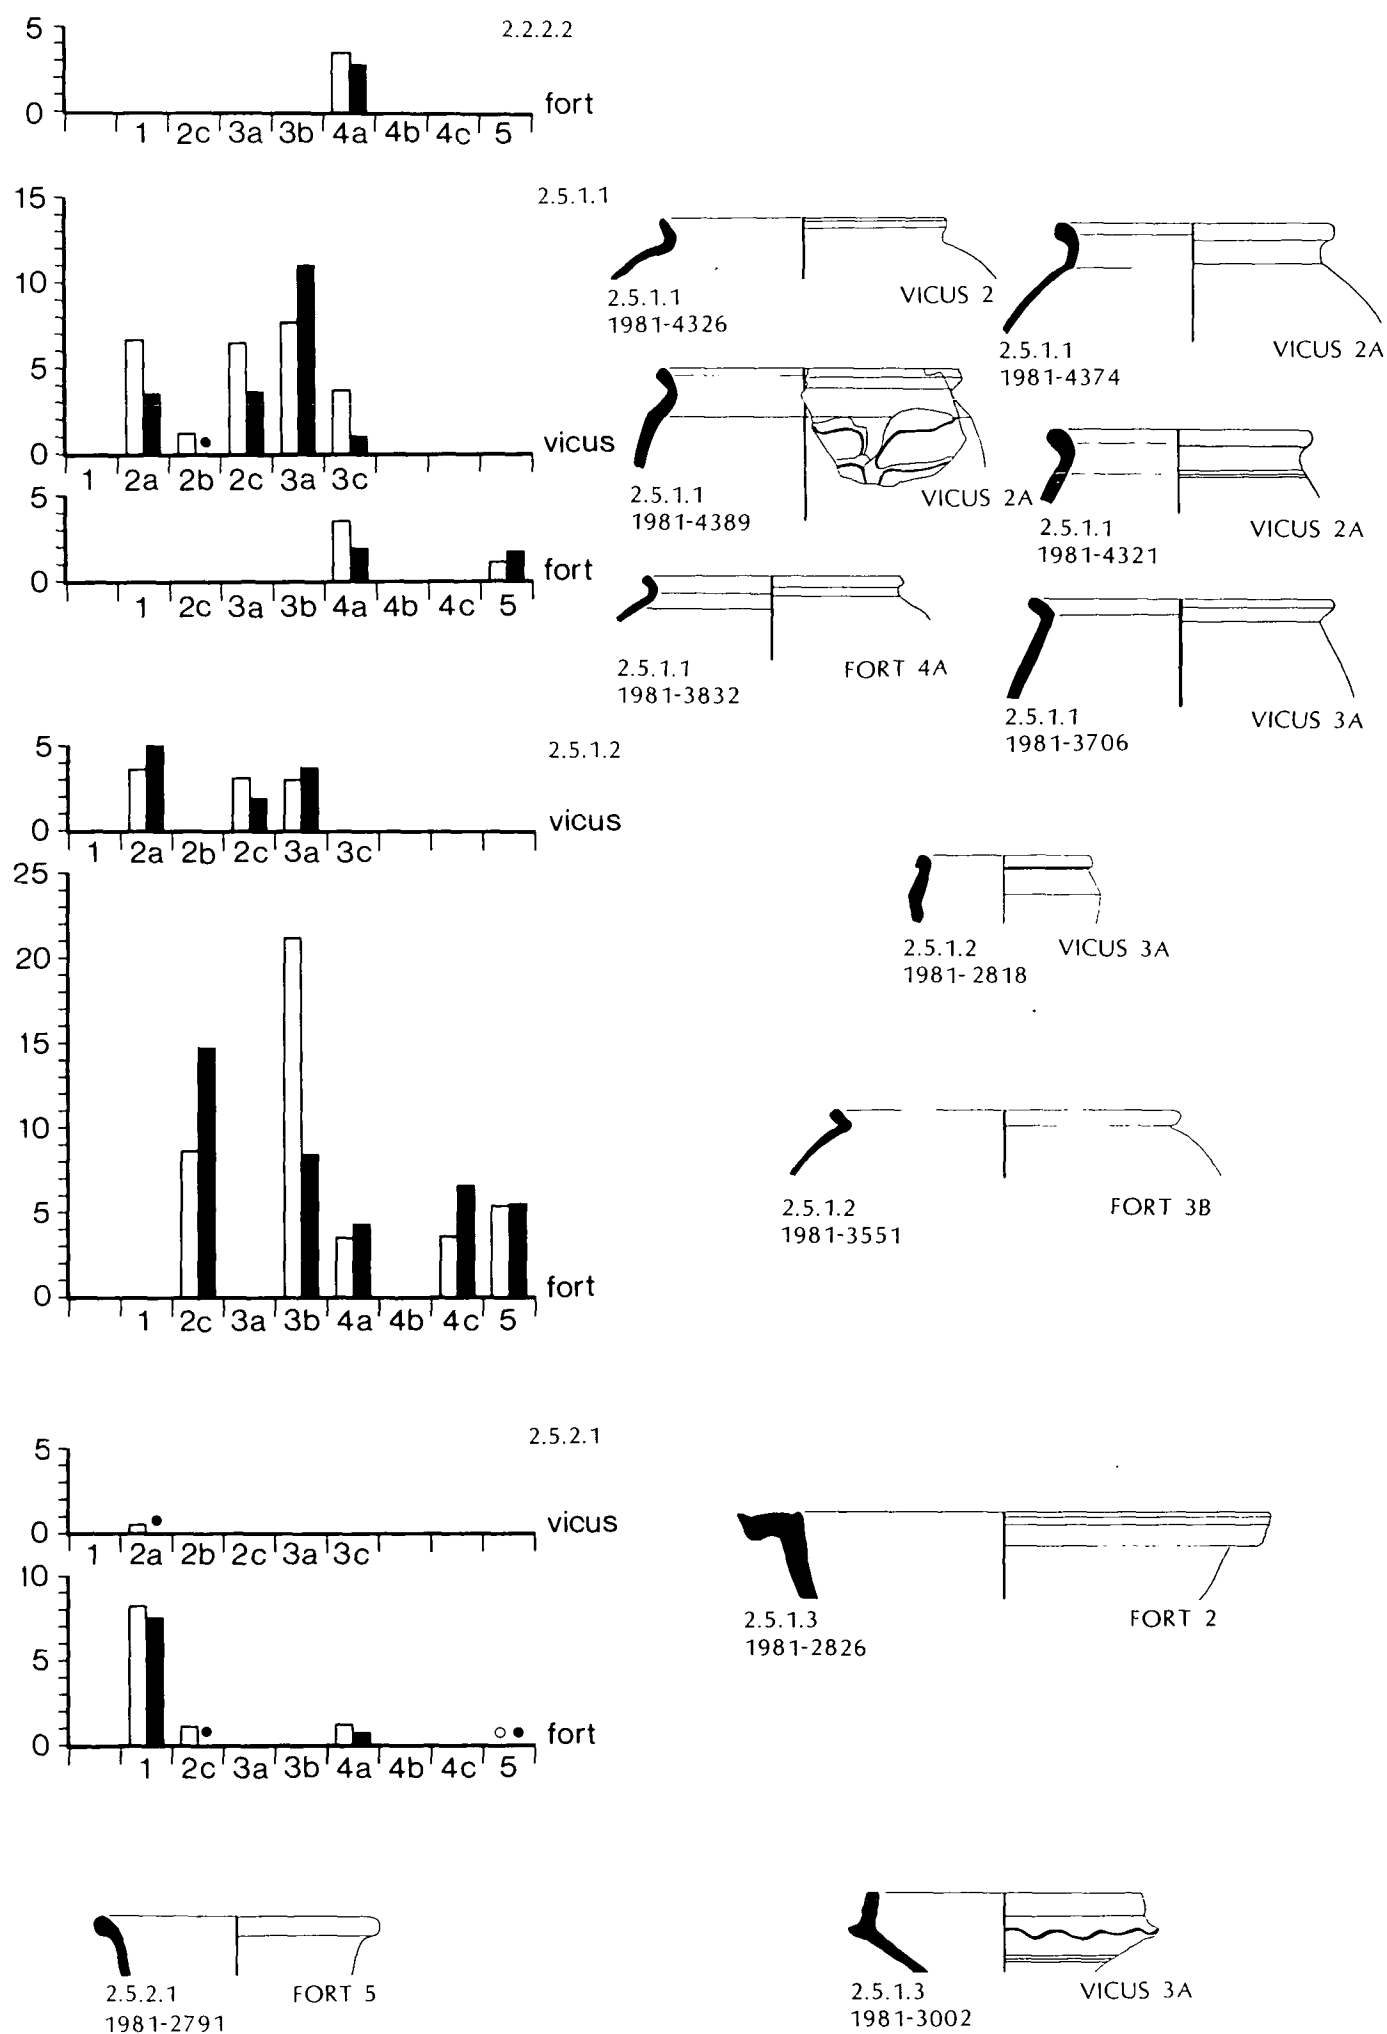 2.2.2.2
5
0
fort
1 2c 3a 3b 4a 4b 4c 5
2.5.1.1
15
10
5
0
vicus
1 2a 2b 2c 3a 3c
5
0
fort
1 2c 3a 3b 4a 4b 4c 5
2.5.1.1
1981-4326
VICUS 2
2.5.1.1
1981-4374
VICUS 2A
2.5.1.1
1981-4389
VICUS 2A
2.5.1.1
1981-4321
VICUS 2A
2.5.1.1
1981-3832
FORT 4A
2.5.1.1
1981-3706
VICUS 3A
2.5.1.2
5
0
vicus
1 2a 2b 2c 3a 3c
25
20
15
10
5
0
fort
1 2c 3a 3b 4a 4b 4c 5
2.5.1.2
1981-2818
VICUS 3A
2.5.1.2
1981-3551
FORT 3B
2.5.2.1
5
0
vicus
1 2a 2b 2c 3a 3c
10
5
0
fort
1 2c 3a 3b 4a 4b 4c 5
2.5.1.3
1981-2826
FORT 2
2.5.2.1
1981-2791
FORT 5
2.5.1.3
1981-3002
VICUS 3A